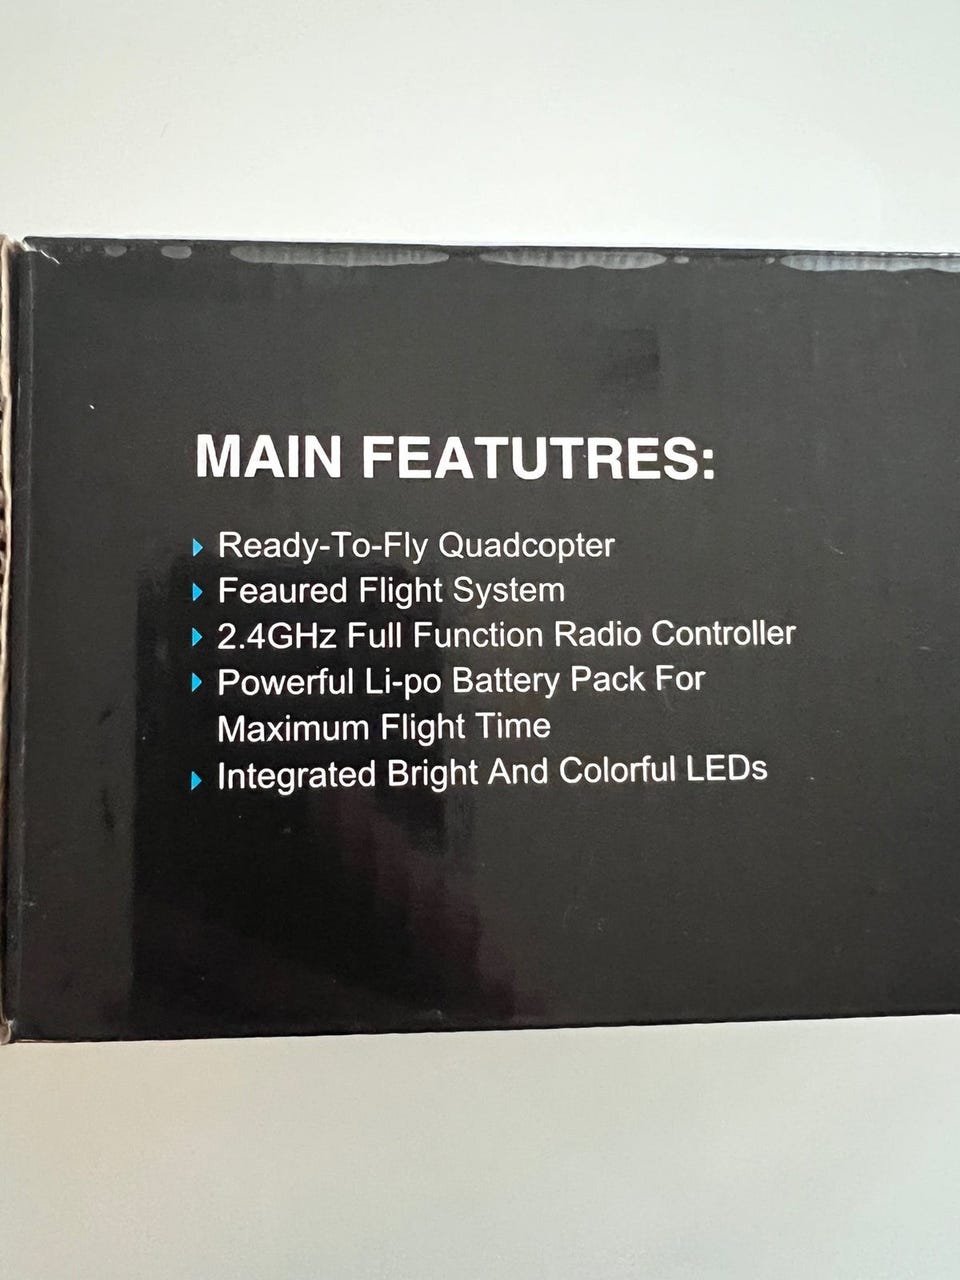 MAIN FEATUTRES:
Ready-To-Fly Quadcopter
Feaured Flight System
2.4GHz Full Function Radio Controller
Powerful Li-po Battery Pack For
Maximum Flight Time
Integrated Bright And Colorful LEDs